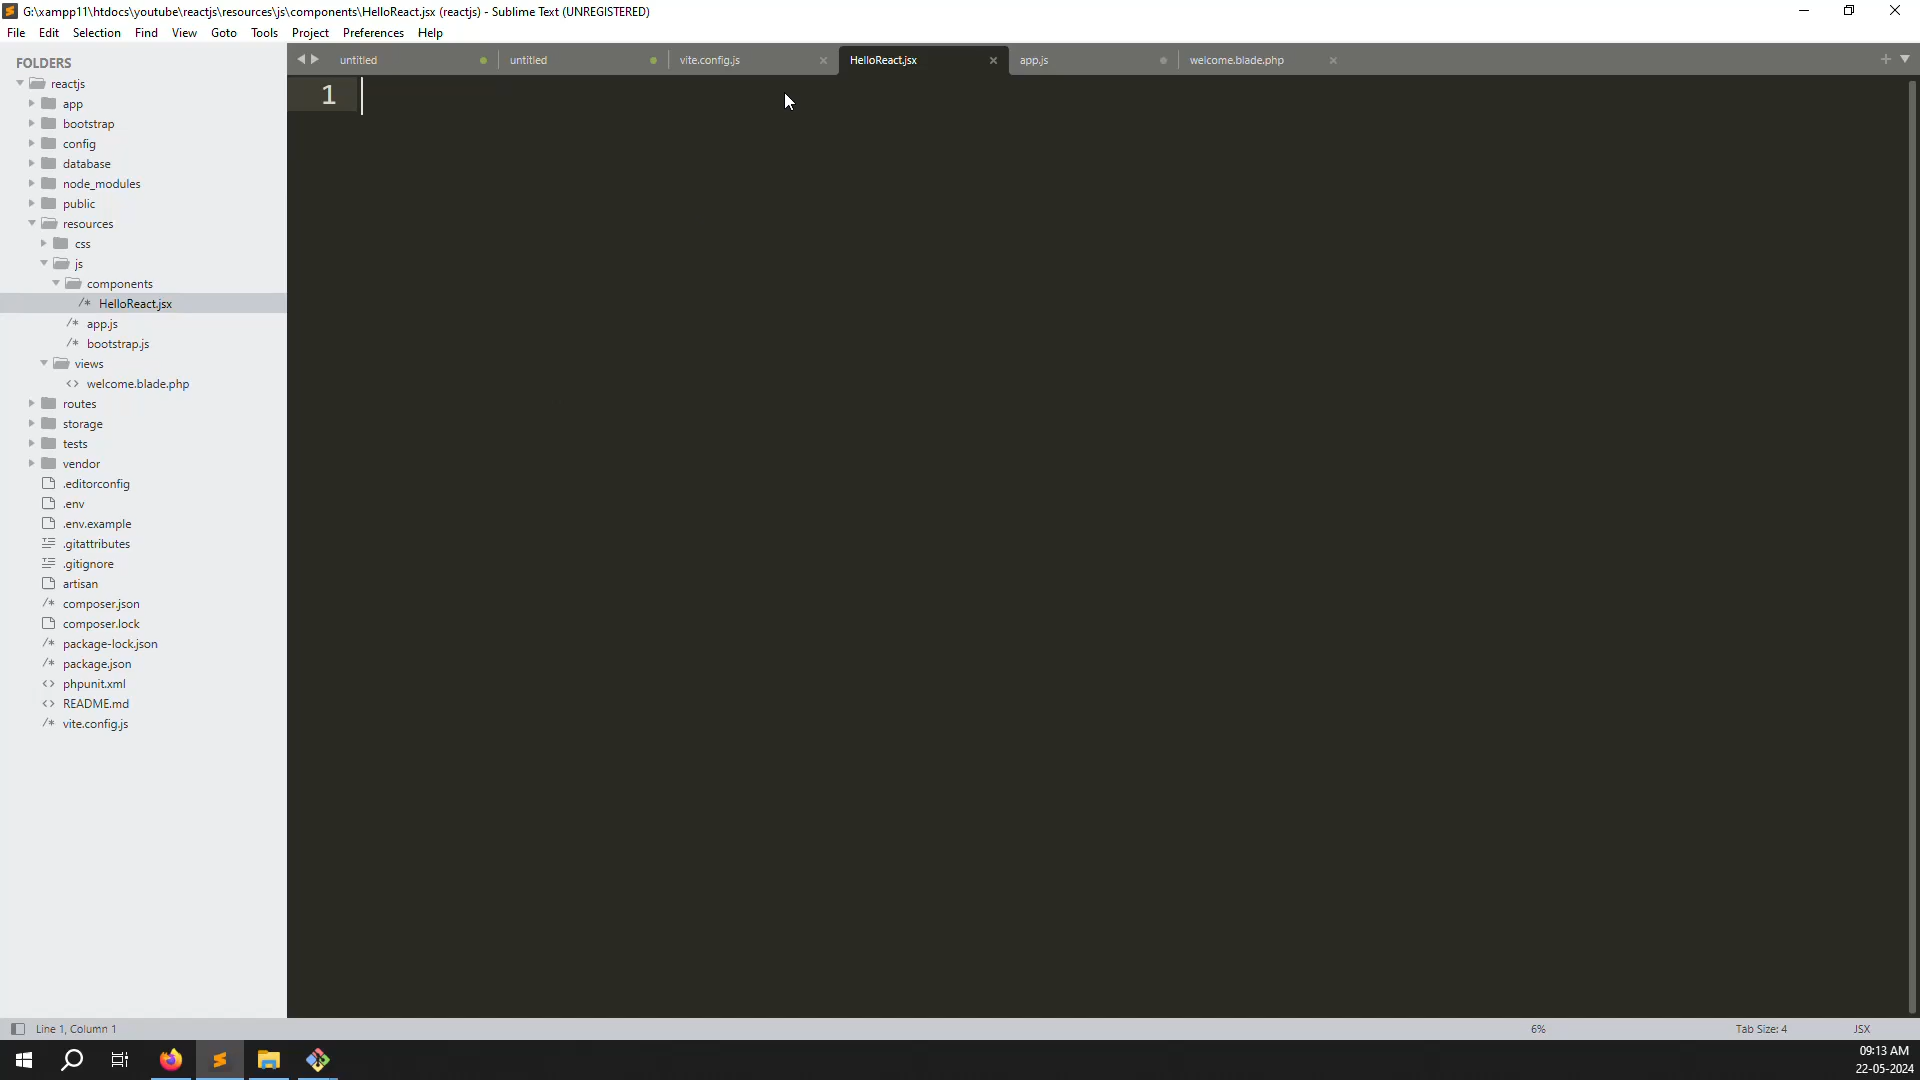 G:\xampp11\htdocs\youtube\reactjs\resources\js\components\HelloReact.jsx (reactjs) - Sublime Text (UNREGISTERED)
File Edit Selection Find View Goto Tools Project Preferences Help
FOLDERS
untitled untitled vite.config.js HelloReact.jsx app.js welcome.blade.php
1
reactjs
app
bootstrap
config
database
node_modules
public
resources
css
js
components
/* HelloReact.jsx
/* app.js
/* bootstrap.js
views
<> welcome.blade.php
routes
storage
tests
vendor
.editorconfig
.env
.env.example
.gitattributes
.gitignore
artisan
/* composer.json
composer.lock
/* package-lock.json
/* package.json
<> phpunit.xml
<> README.md
/* vite.config.js
Line 1, Column 1 6% Tab Size: 4 JSX
09:13 AM
22-05-2024